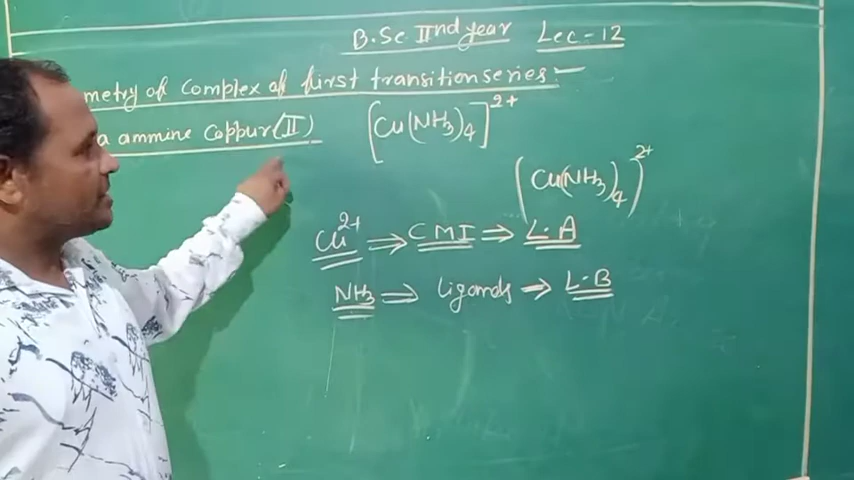 B.Sc IInd year Lec-12
metry of complex of first transition series:-
a ammine coppur(II) [Cu(NH3)4]2+
(Cu(NH3)4)2+
Cu2+ ⇒ CMI ⇒ L.A
NH3 ⇒ ligands → L-B